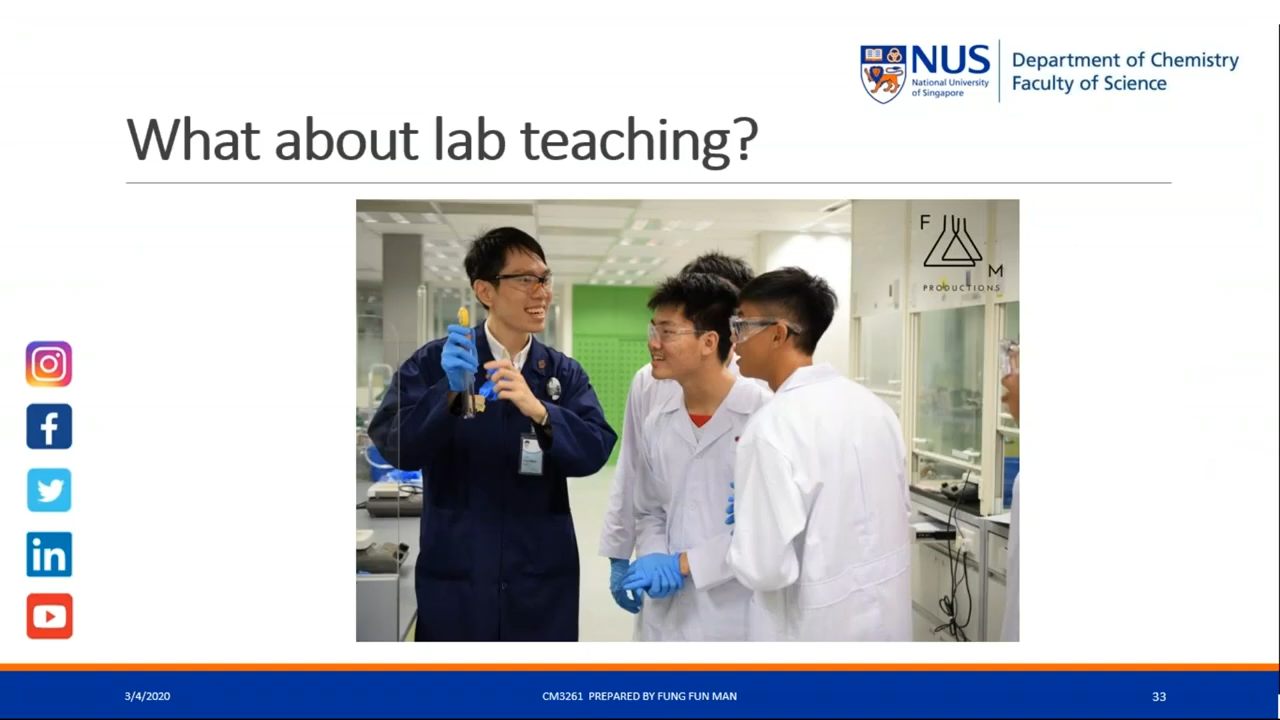 NUS
National University
of Singapore
Department of Chemistry
Faculty of Science
What about lab teaching?
F
M
PRODUCTIONS
3/4/2020
CM3261 PREPARED BY FUNG FUN MAN
33